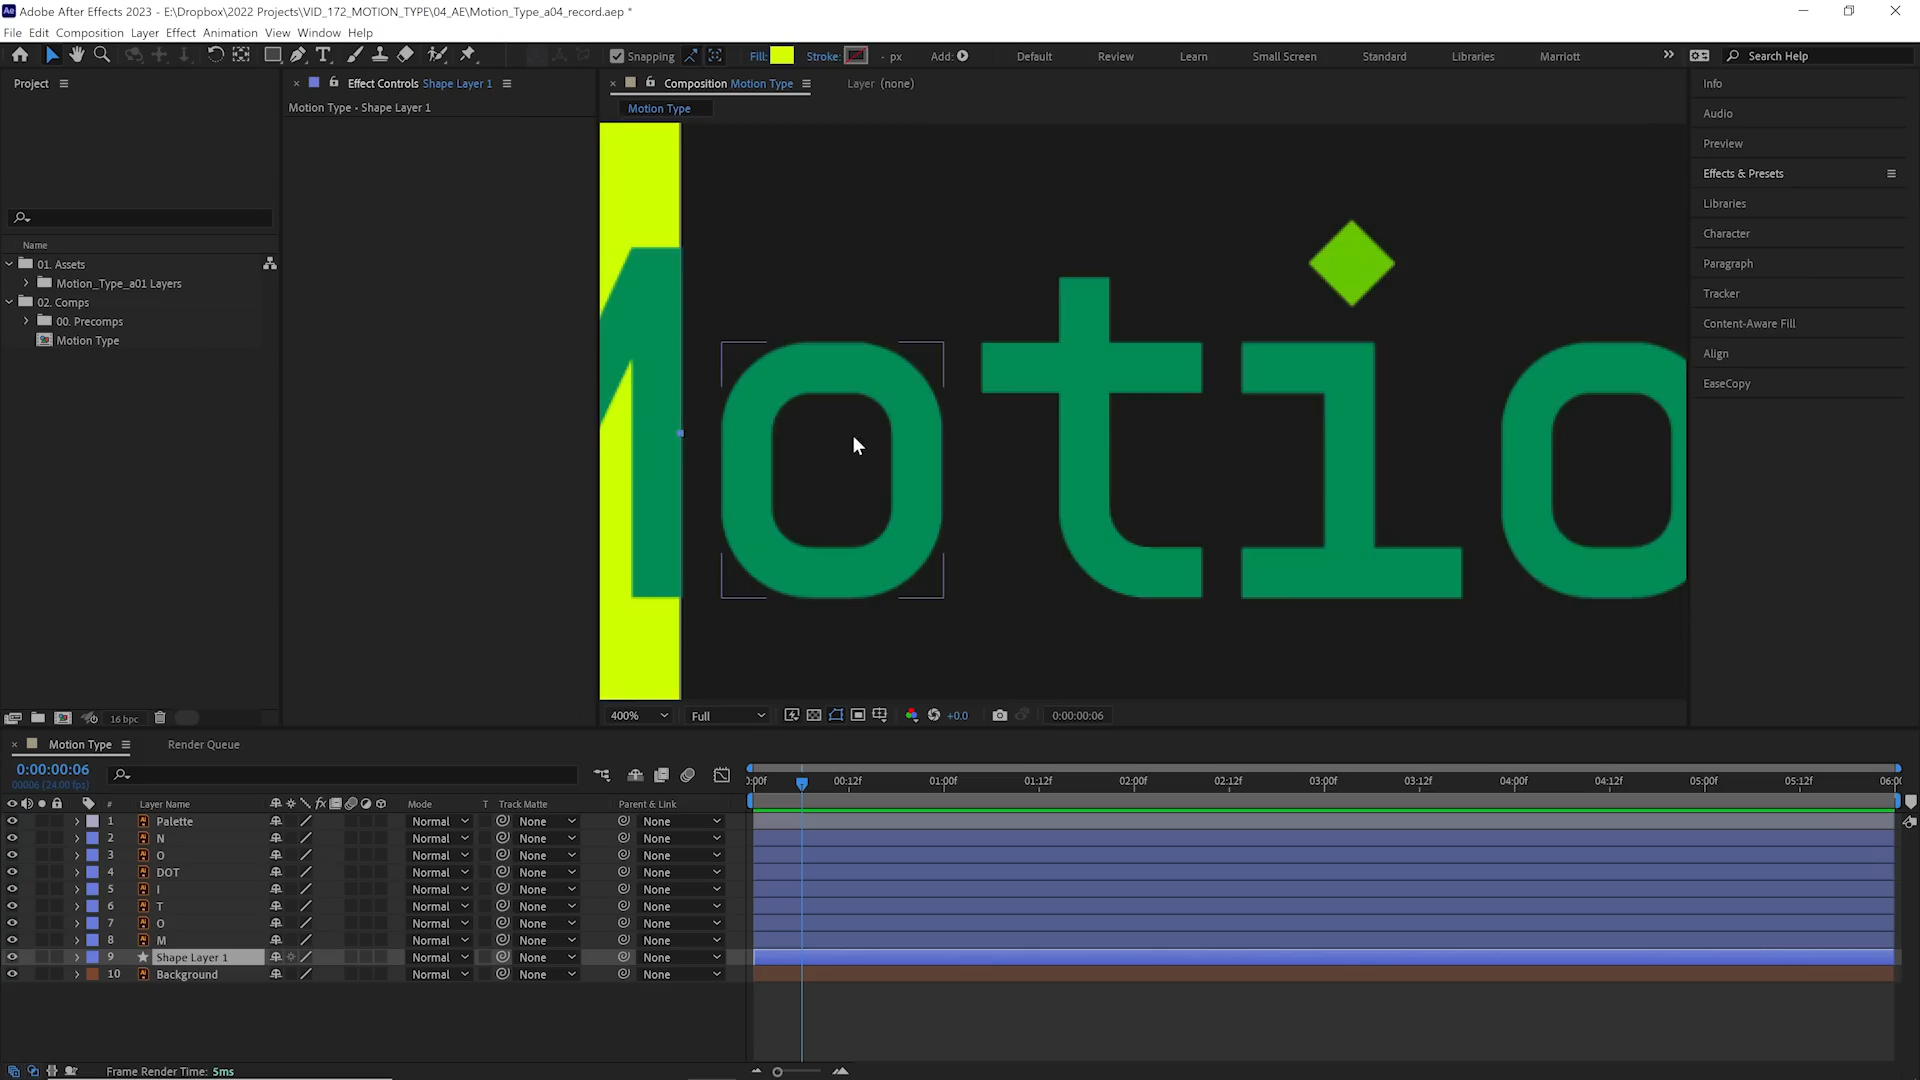 Adobe After Effects 2023 - E:\Dropbox\2022 Projects\VID_172_MOTION_TYPE\04_AE\Motion_Type_a04_record.aep *
File Edit Composition Layer Effect Animation View Window Help
Snapping Fill: Stroke: - px Add: Default Review Learn Small Screen Standard Libraries Marriott Search Help
Project Effect Controls Shape Layer 1 Composition Motion Type Layer (none) Info
Motion Type • Shape Layer 1 Motion Type
Audio
Preview
Effects & Presets
Libraries
Character
Paragraph
Tracker
Content-Aware Fill
Align
EaseCopy
Name
01. Assets
Motion_Type_a01 Layers
02. Comps
00. Precomps
Motion Type
Motio
16 bpc 400% Full +0.0 0:00:00:06
Motion Type Render Queue
0:00:00:06
00006 (24.00 fps)
:00f 00:12f 01:00f 01:12f 02:00f 02:12f 03:00f 03:12f 04:00f 04:12f 05:00f 05:12f 06:0
# Layer Name Mode T Track Matte Parent & Link
1 Palette Normal None None
2 N Normal None None
3 O Normal None None
4 DOT Normal None None
5 I Normal None None
6 T Normal None None
7 O Normal None None
8 M Normal None None
9 Shape Layer 1 Normal None None
10 Background Normal None None
Frame Render Time: 5ms